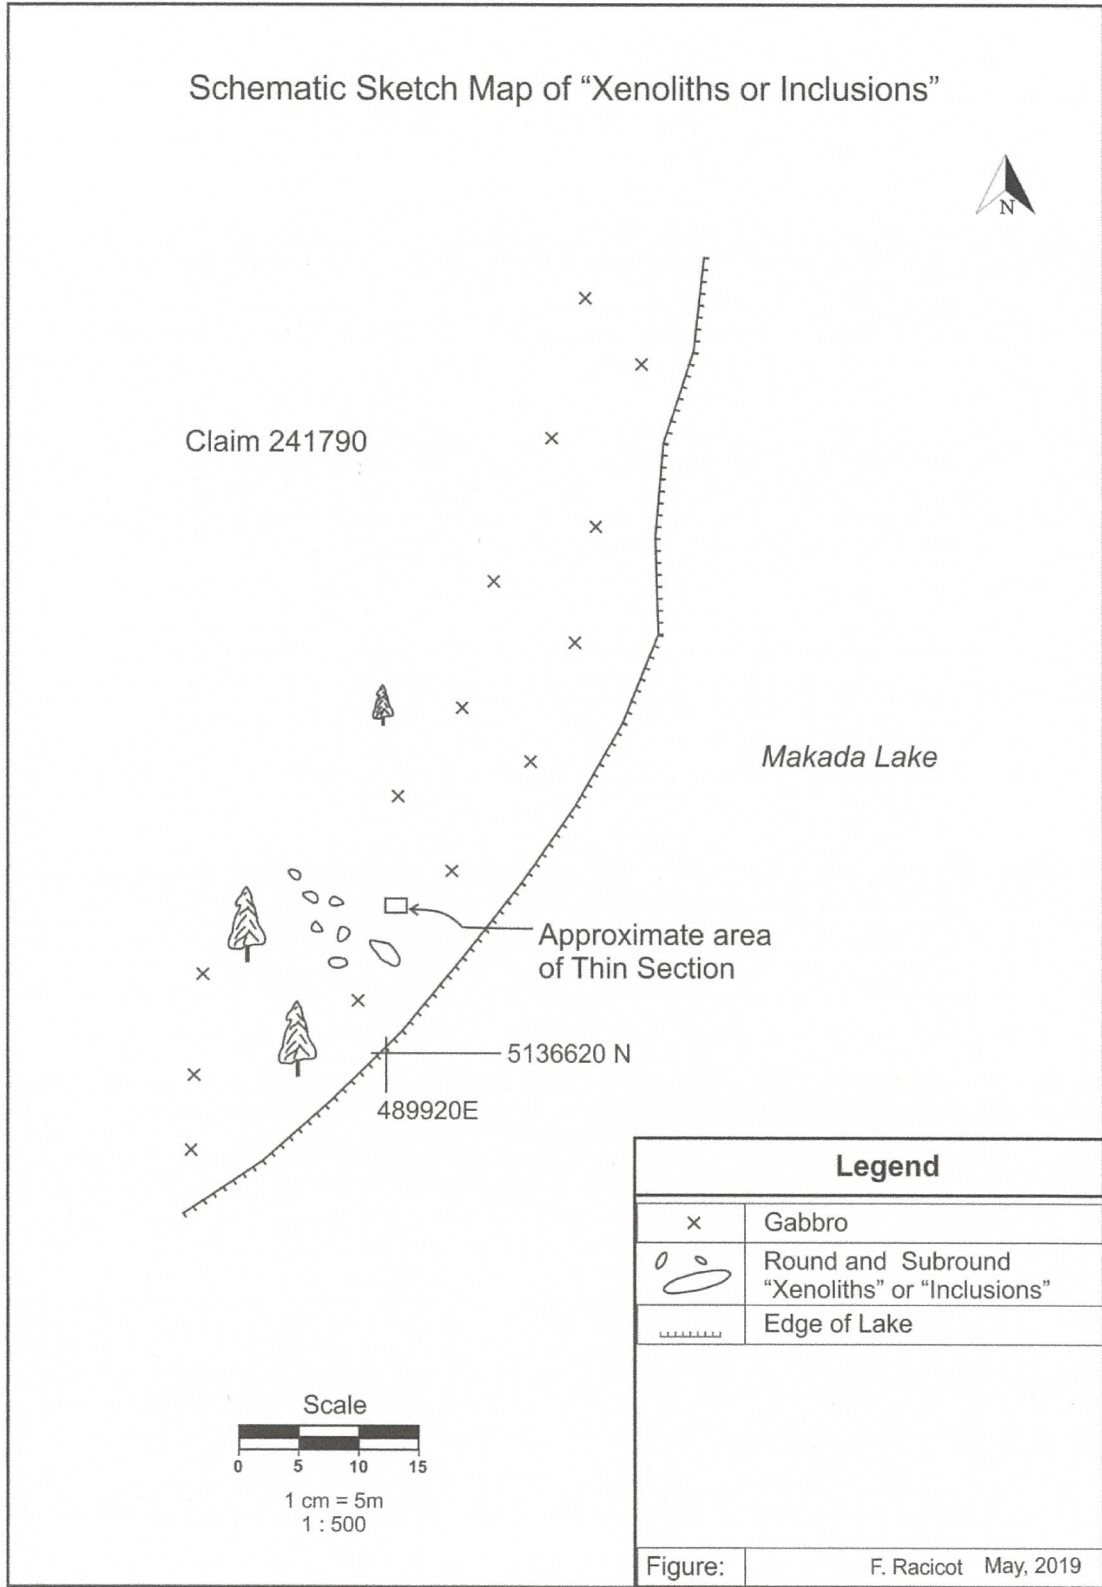 Schematic Sketch Map of “Xenoliths or Inclusions”
N
Claim 241790
Makada Lake
Approximate area
of Thin Section
5136620 N
489920E
Legend
Gabbro
Round and Subround
“Xenoliths” or “Inclusions”
Edge of Lake
Scale
0 5 10 15
1 cm = 5m
1 : 500
Figure: F. Racicot May, 2019